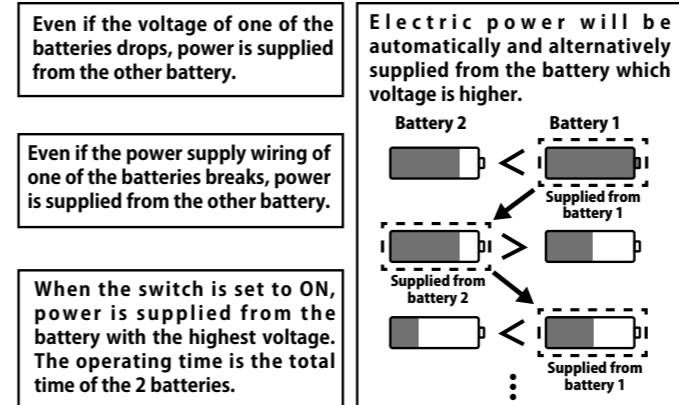 Even if the voltage of one of the
batteries drops, power is supplied
from the other battery.
Even if the power supply wiring of
one of the batteries breaks, power
is supplied from the other battery.
When the switch is set to ON,
power is supplied from the
battery with the highest voltage.
The operating time is the total
time of the 2 batteries.
Electric power will be
automatically and alternatively
supplied from the battery which
voltage is higher.
Battery 2 Battery 1
<
Supplied from
battery 1
>
Supplied from
battery 2
<
Supplied from
battery 1